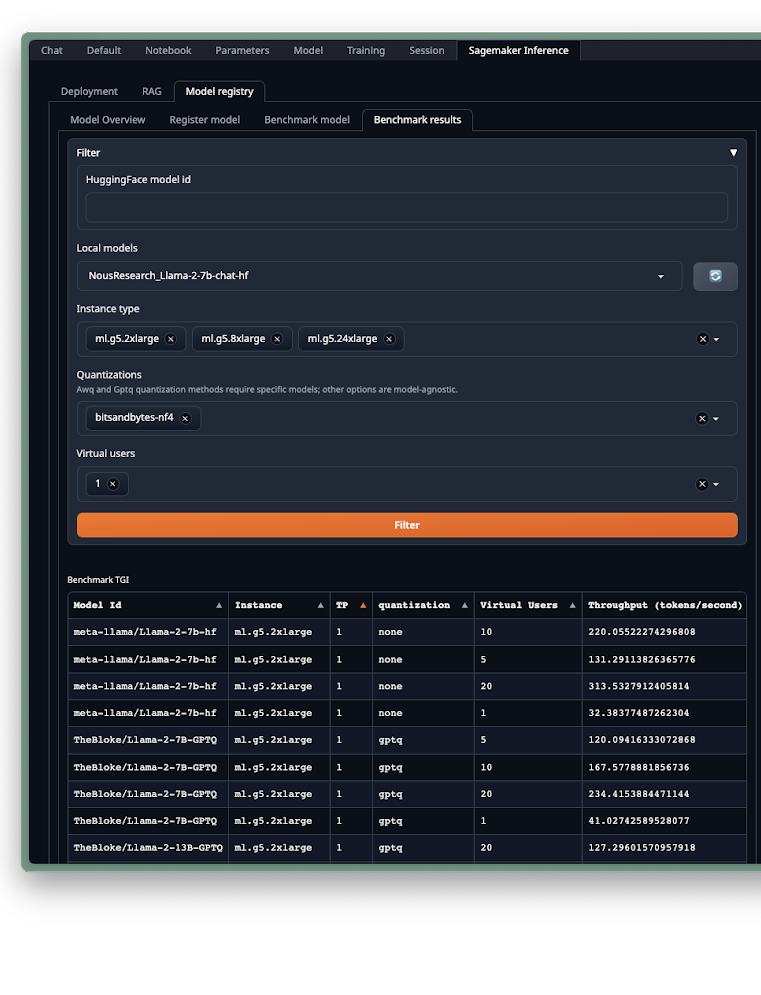 Chat Default Notebook Parameters Model Training Session Sagemaker Inference
Deployment RAG Model registry
Model Overview Register model Benchmark model Benchmark results
Filter ▼
HuggingFace model id
Local models
NousResearch_Llama-2-7b-chat-hf
Instance type
ml.g5.2xlarge ml.g5.8xlarge ml.g5.24xlarge
Quantizations
Awq and Gptq quantization methods require specific models; other options are model-agnostic.
bitsandbytes-nf4
Virtual users
1
Filter
Benchmark TGI
Model Id ▲ Instance ▲ TP ▲ quantization ▲ Virtual Users ▲ Throughput (tokens/second)
meta-llama/Llama-2-7b-hf ml.g5.2xlarge 1 none 10 220.05522274296808
meta-llama/Llama-2-7b-hf ml.g5.2xlarge 1 none 5 131.29113826365776
meta-llama/Llama-2-7b-hf ml.g5.2xlarge 1 none 20 313.5327912405814
meta-llama/Llama-2-7b-hf ml.g5.2xlarge 1 none 1 32.38377487262304
TheBloke/Llama-2-7B-GPTQ ml.g5.2xlarge 1 gptq 5 120.09416333072868
TheBloke/Llama-2-7B-GPTQ ml.g5.2xlarge 1 gptq 10 167.5778881856736
TheBloke/Llama-2-7B-GPTQ ml.g5.2xlarge 1 gptq 20 234.4153884471144
TheBloke/Llama-2-7B-GPTQ ml.g5.2xlarge 1 gptq 1 41.02742589528077
TheBloke/Llama-2-13B-GPTQ ml.g5.2xlarge 1 gptq 20 127.29601570957918